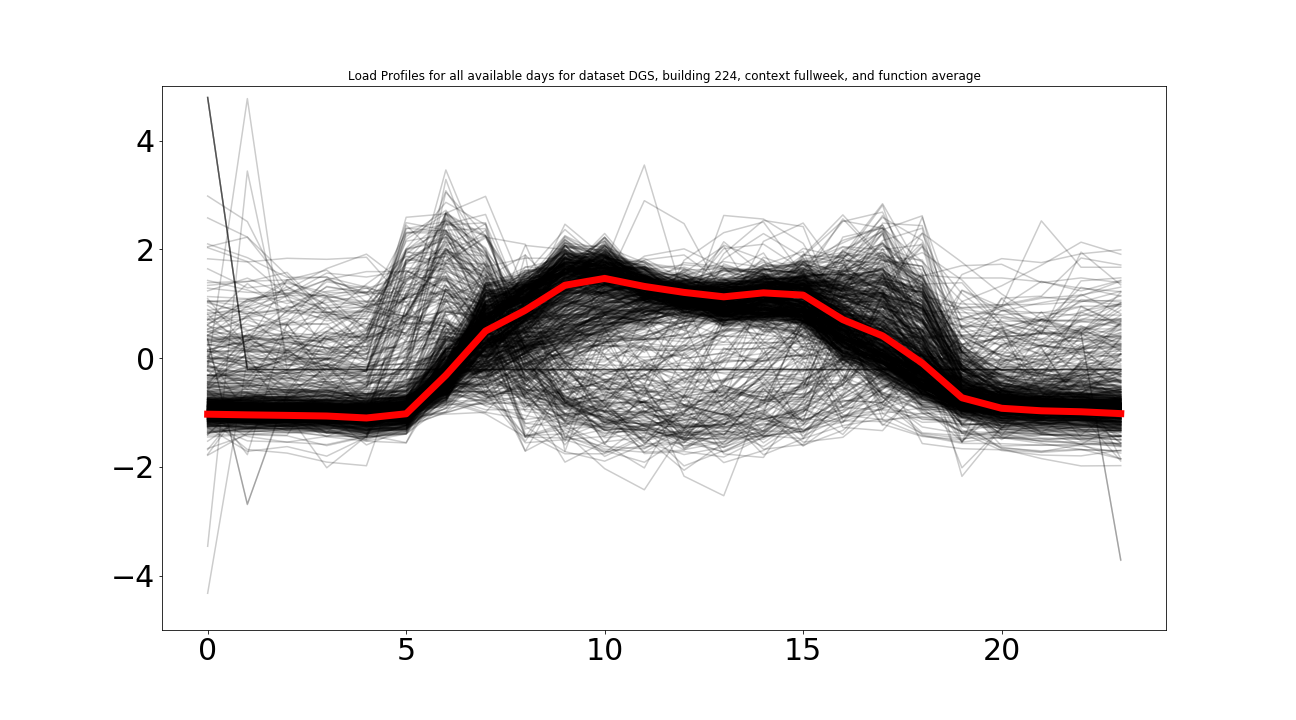 Load Profiles for all available days for dataset DGS, building 224, context fullweek, and function average
4
2
0
−2
−4
0 5 10 15 20